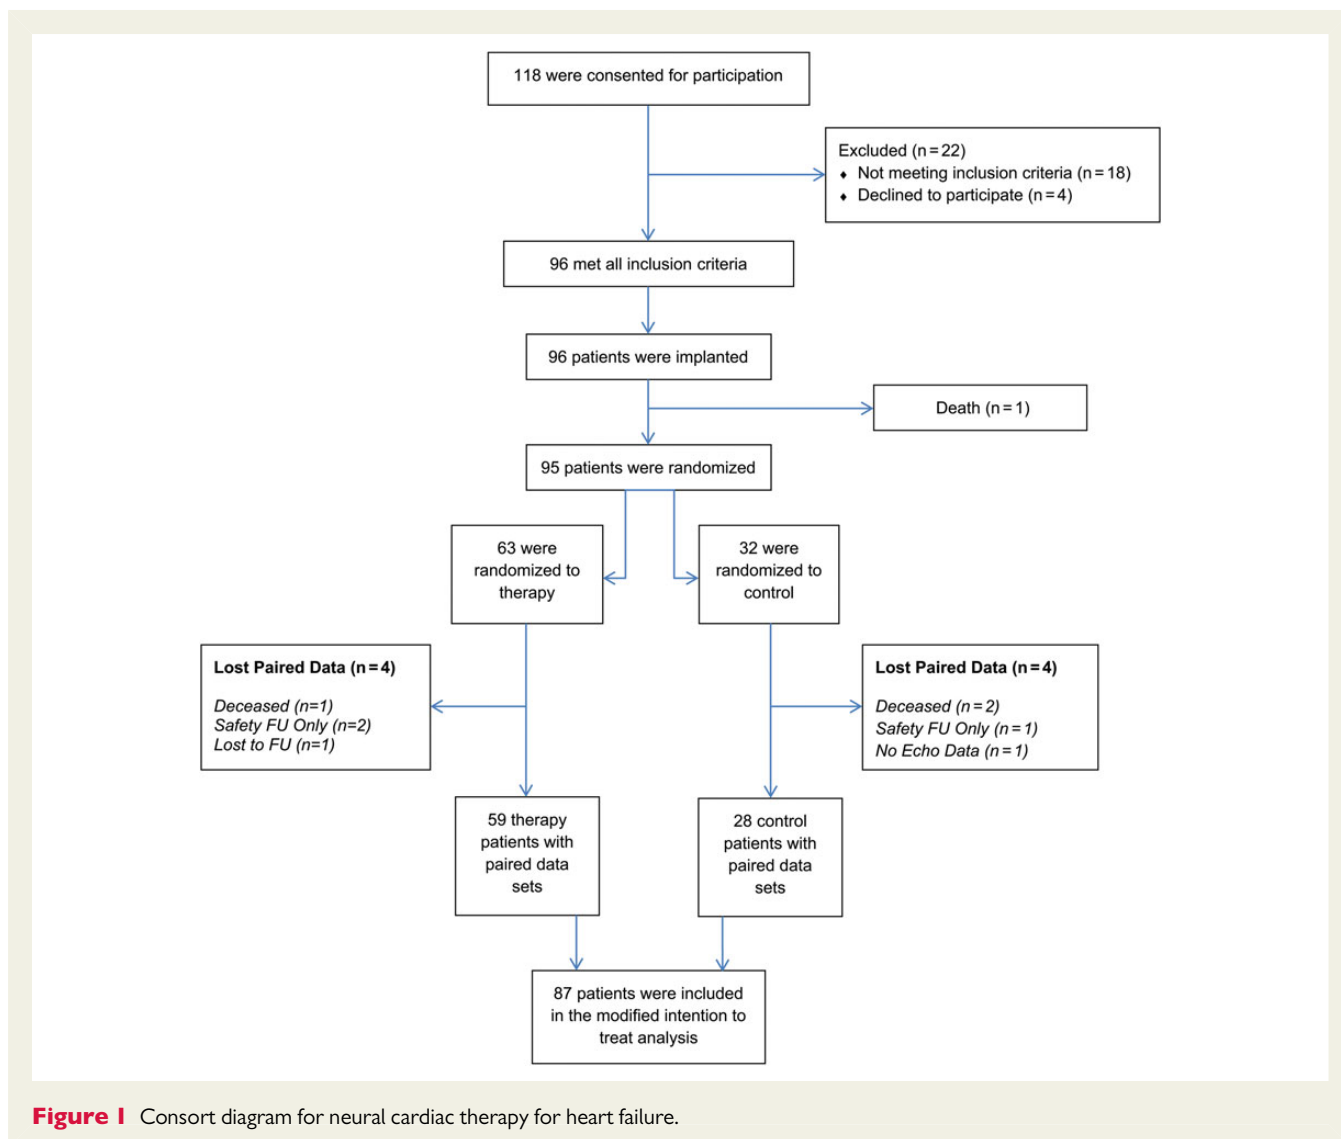 118 were consented for participation
Excluded (n = 22)
♦ Not meeting inclusion criteria (n = 18)
♦ Declined to participate (n = 4)
96 met all inclusion criteria
96 patients were implanted
Death (n = 1)
95 patients were randomized
63 were
randomized to
therapy
32 were
randomized to
control
Lost Paired Data (n = 4)
Deceased (n=1)
Safety FU Only (n=2)
Lost to FU (n=1)
Lost Paired Data (n = 4)
Deceased (n = 2)
Safety FU Only (n = 1)
No Echo Data (n = 1)
59 therapy
patients with
paired data
sets
28 control
patients with
paired data
sets
87 patients were included
in the modified intention to
treat analysis
Figure 1 Consort diagram for neural cardiac therapy for heart failure.